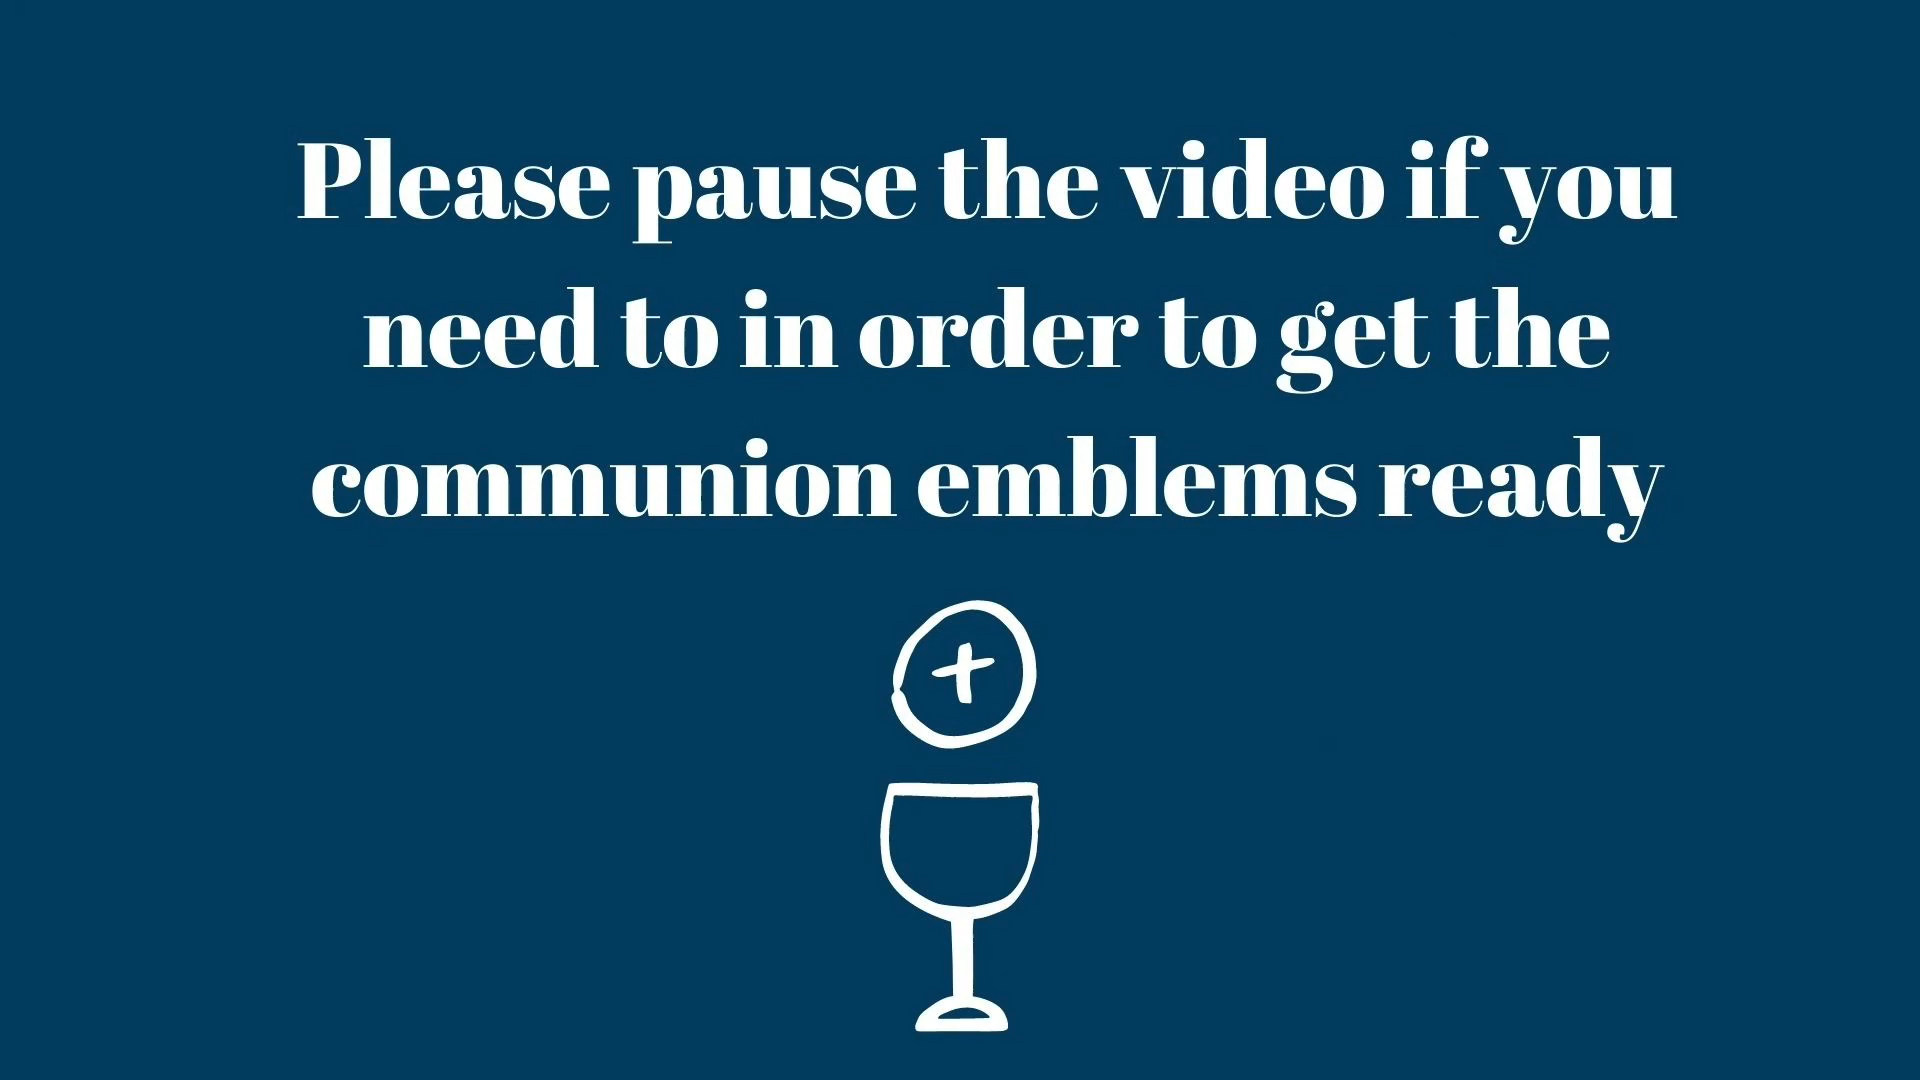 Please pause the video if you
need to in order to get the
communion emblems ready